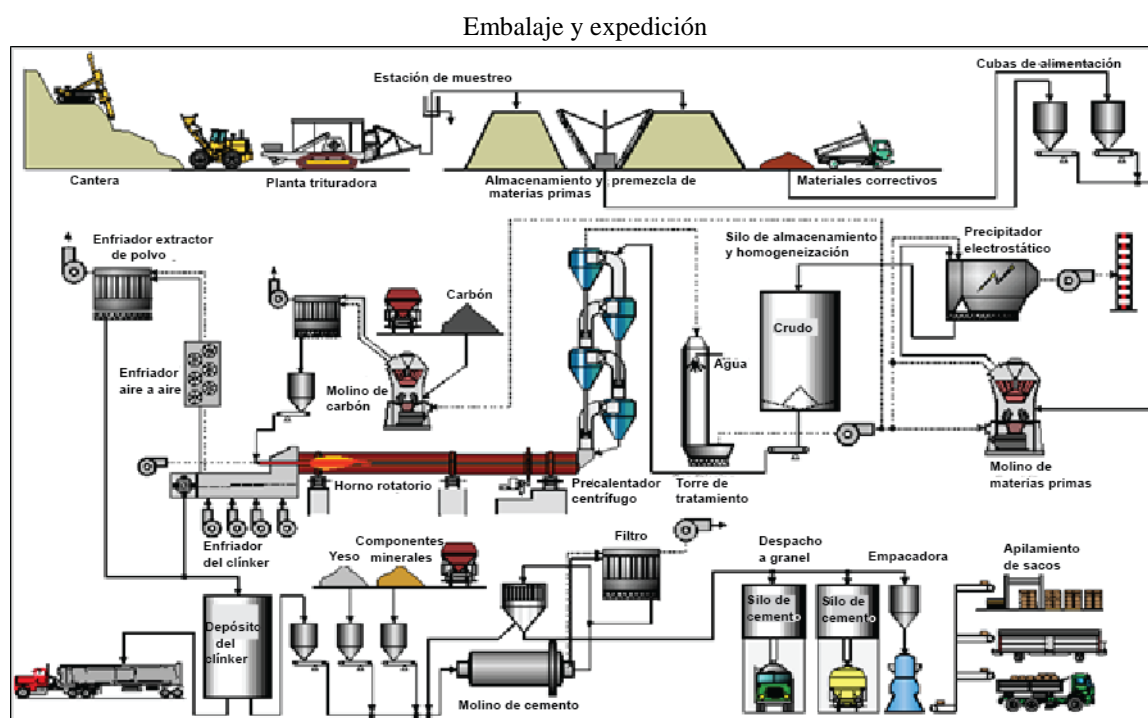 Embalaje y expedición
Estación de muestreo
Cubas de alimentación
Cantera
Planta trituradora
Almacenamiento y premezcla de
materias primas
Materiales correctivos
Enfriador extractor
de polvo
Silo de almacenamiento
y homogeneización
Precipitador
electrostático
Carbón
Crudo
Agua
Enfriador
aire a aire
Molino de
carbón
Horno rotatorio
Precalentador
centrífugo
Torre de
tratamiento
Molino de
materias primas
Enfriador
del clínker
Yeso
Componentes
minerales
Filtro
Despacho
a granel
Empacadora
Apilamiento
de sacos
Depósito
del
clínker
Silo de
cemento
Silo de
cemento
Molino de cemento